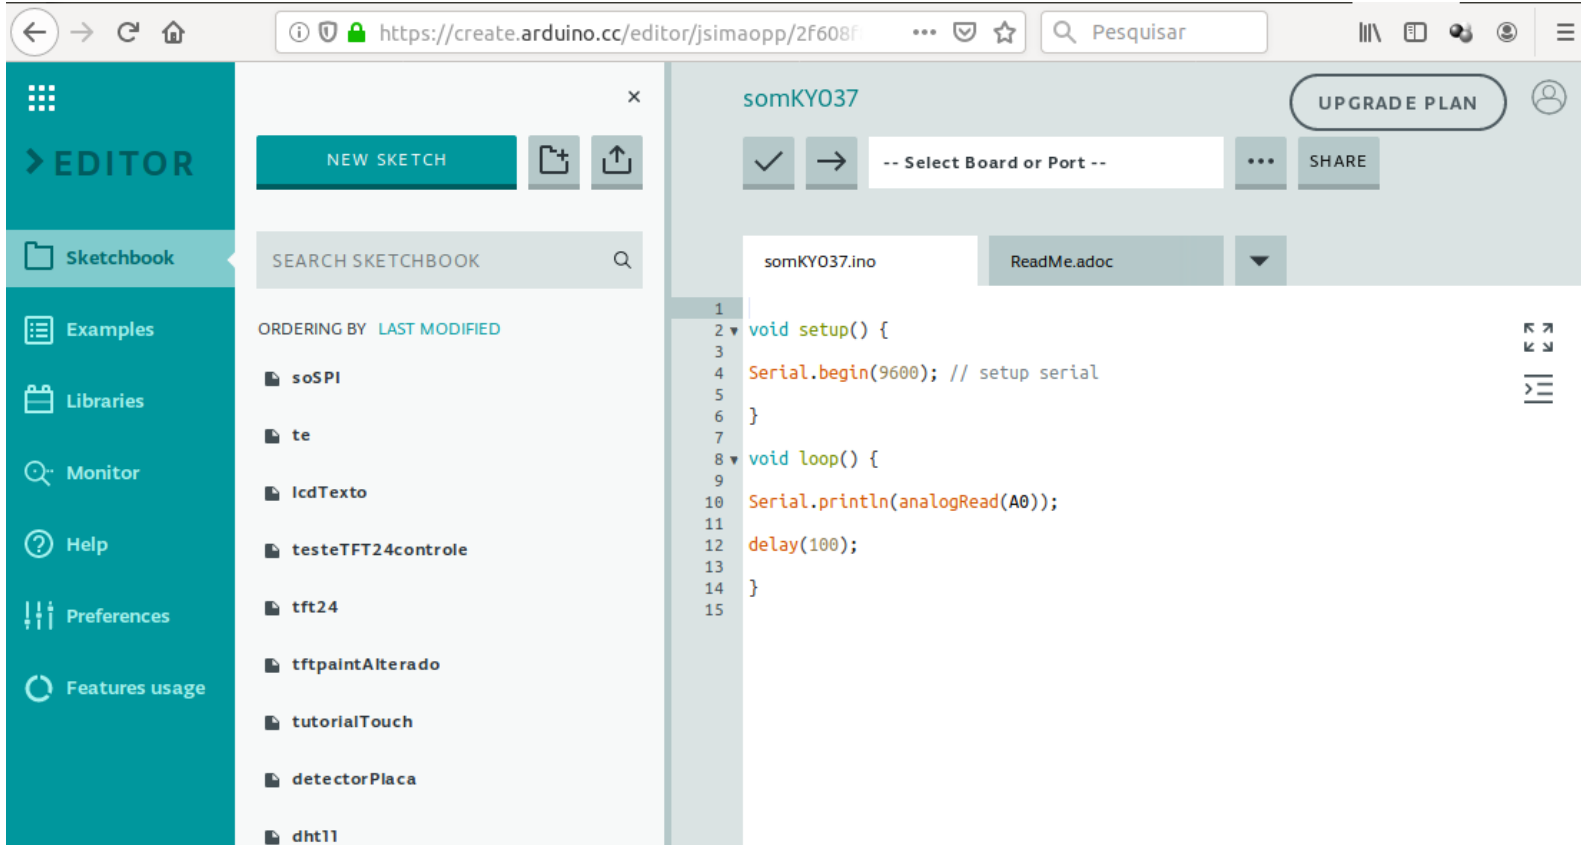 https://create.arduino.cc/editor/jsimaopp/2f608f
Pesquisar
EDITOR
Sketchbook
Examples
Libraries
Monitor
Help
Preferences
Features usage
NEW SKETCH
SEARCH SKETCHBOOK
ORDERING BY LAST MODIFIED
soSPI
te
lcdTexto
testeTFT24controle
tft24
tftpaintAlterado
tutorialTouch
detectorPlaca
dht11
somKY037
UPGRADE PLAN
-- Select Board or Port --
SHARE
somKY037.ino
ReadMe.adoc
1
2 void setup() {
3
4 Serial.begin(9600); // setup serial
5
6 }
7
8 void loop() {
9
10 Serial.println(analogRead(A0));
11
12 delay(100);
13
14 }
15